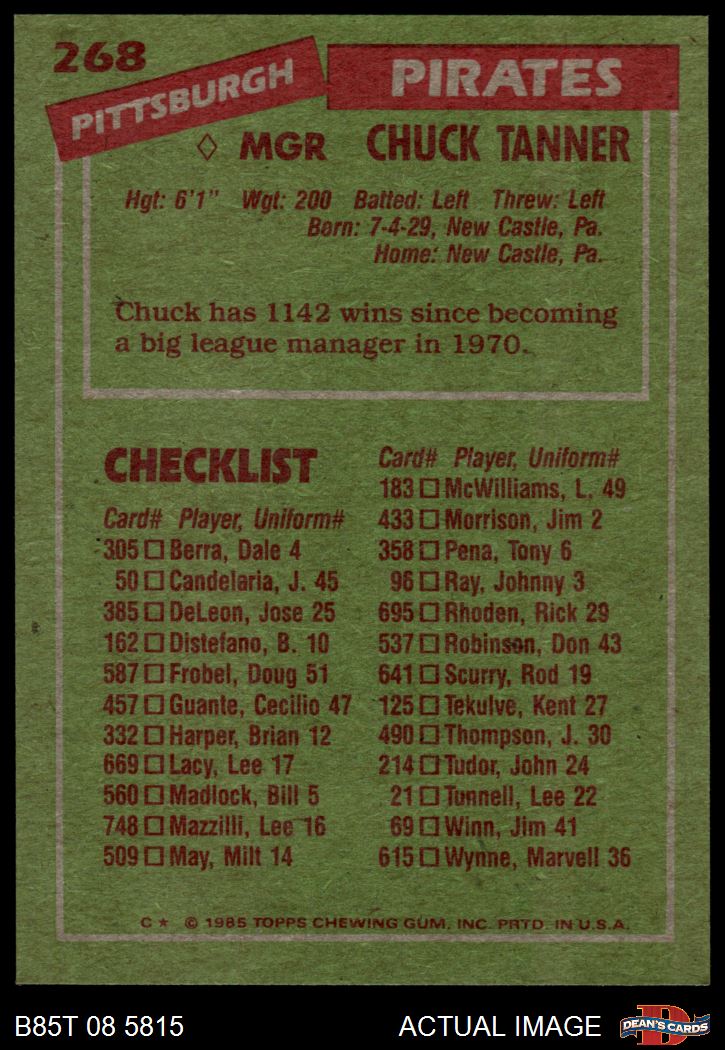 268
PITTSBURGH PIRATES
◇ MGR CHUCK TANNER
Hgt: 6'1" Wgt: 200 Batted: Left Threw: Left
Born: 7-4-29, New Castle, Pa.
Home: New Castle, Pa.
Chuck has 1142 wins since becoming
a big league manager in 1970.
CHECKLIST
Card# Player, Uniform#
305 □ Berra, Dale 4
50 □ Candelaria, J. 45
385 □ DeLeon, Jose 25
162 □ Distefano, B. 10
587 □ Frobel, Doug 51
457 □ Guante, Cecilio 47
332 □ Harper, Brian 12
669 □ Lacy, Lee 17
560 □ Madlock, Bill 5
748 □ Mazzilli, Lee 16
509 □ May, Milt 14
Card# Player, Uniform#
183 □ McWilliams, L. 49
433 □ Morrison, Jim 2
358 □ Pena, Tony 6
96 □ Ray, Johnny 3
695 □ Rhoden, Rick 29
537 □ Robinson, Don 43
641 □ Scurry, Rod 19
125 □ Tekulve, Kent 27
490 □ Thompson, J. 30
214 □ Tudor, John 24
21 □ Tunnell, Lee 22
69 □ Winn, Jim 41
615 □ Wynne, Marvell 36
C ★ © 1985 TOPPS CHEWING GUM, INC. PRTD. IN U.S.A.
B85T 08 5815 ACTUAL IMAGE DEAN'S CARDS